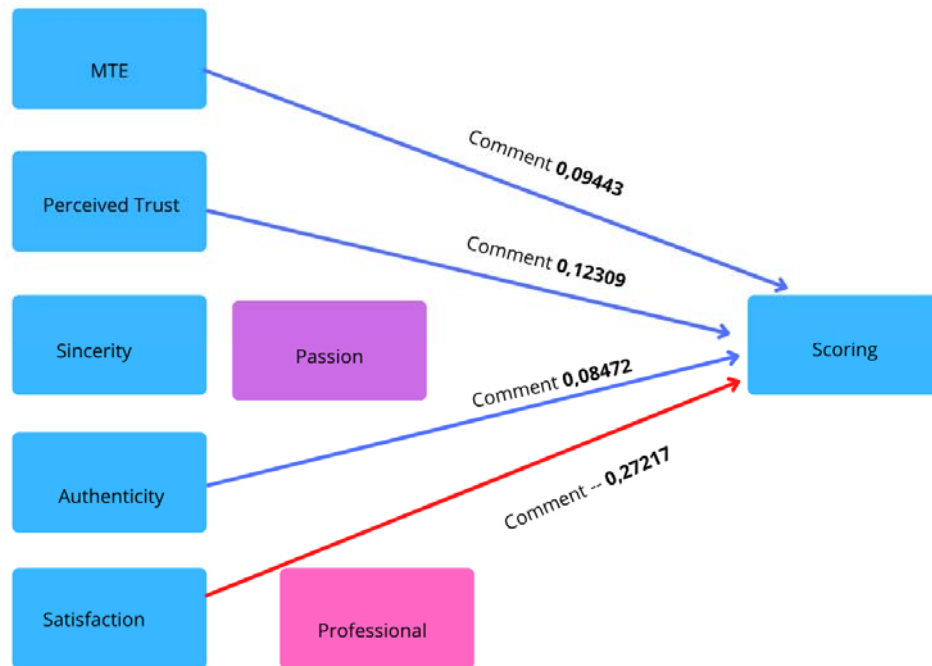 MTE
Comment 0,09443
Perceived Trust
Comment 0,12309
Sincerity
Passion
Scoring
Comment 0,08472
Authenticity
Comment -- 0,27217
Satisfaction
Professional